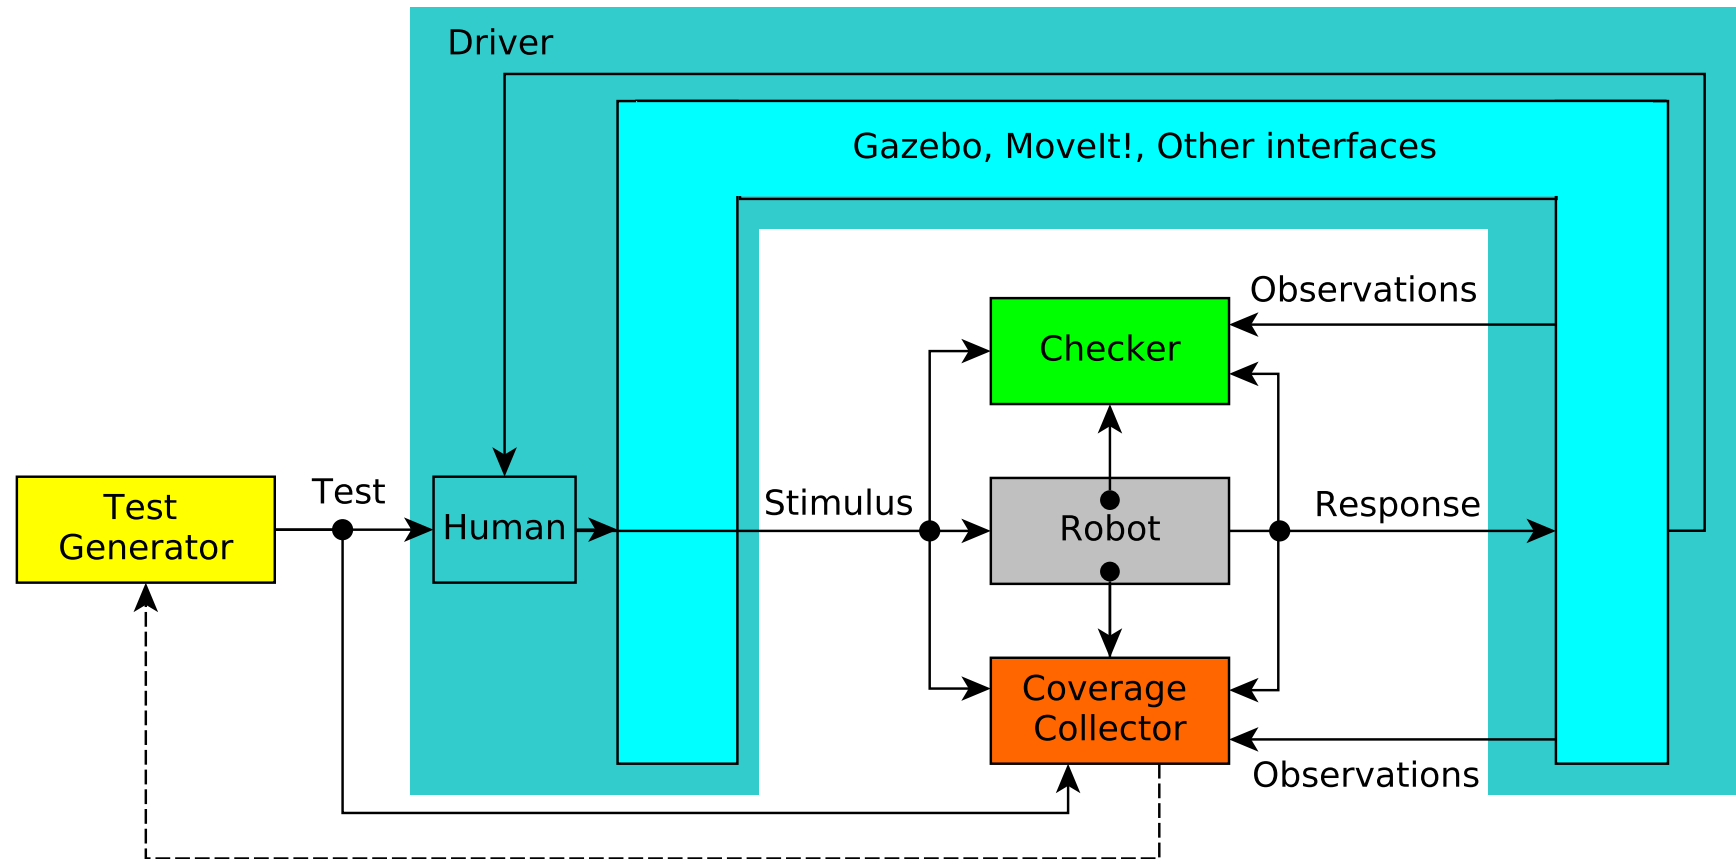 Driver
Gazebo, MoveIt!, Other interfaces
Observations
Checker
Test
Test
Generator
Human
Stimulus
Robot
Response
Coverage
Collector
Observations